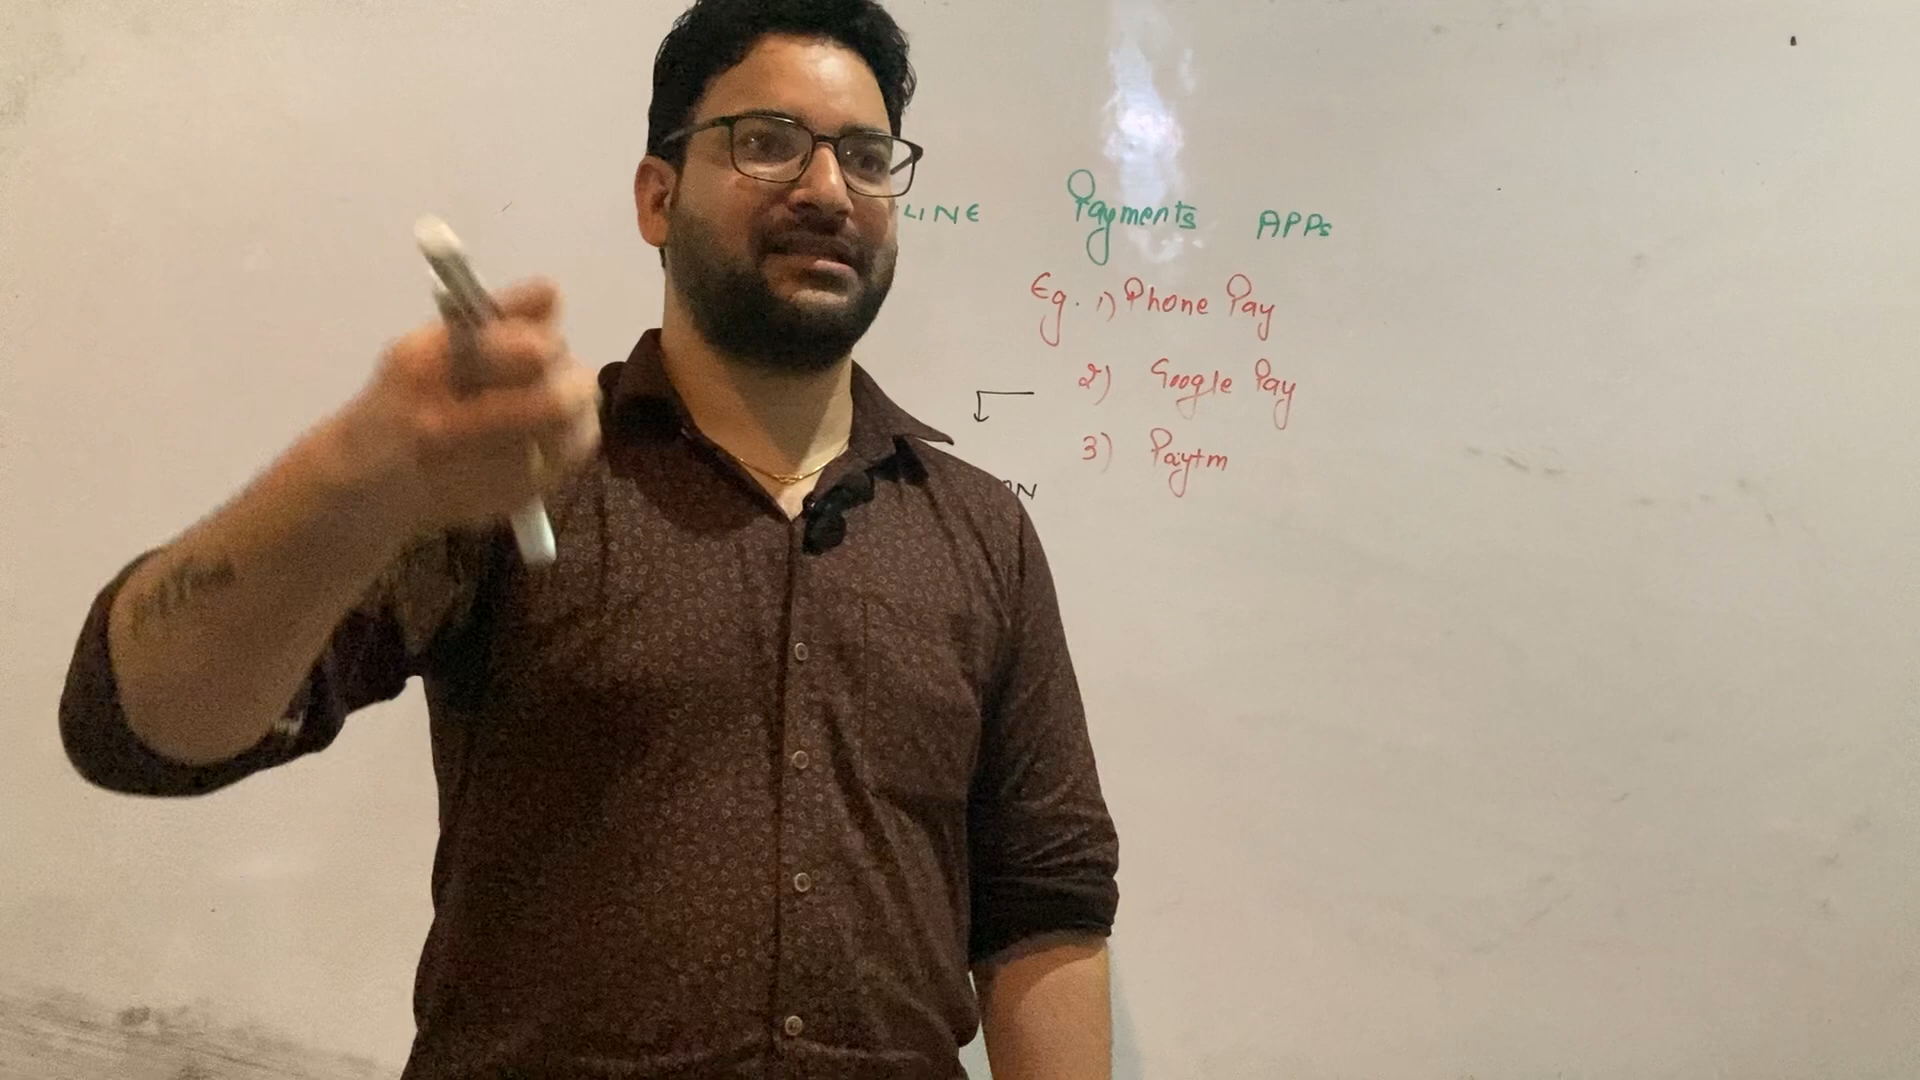 LINE Payments APPs
Eg. 1) Phone Pay
2) Google Pay
3) Paytm